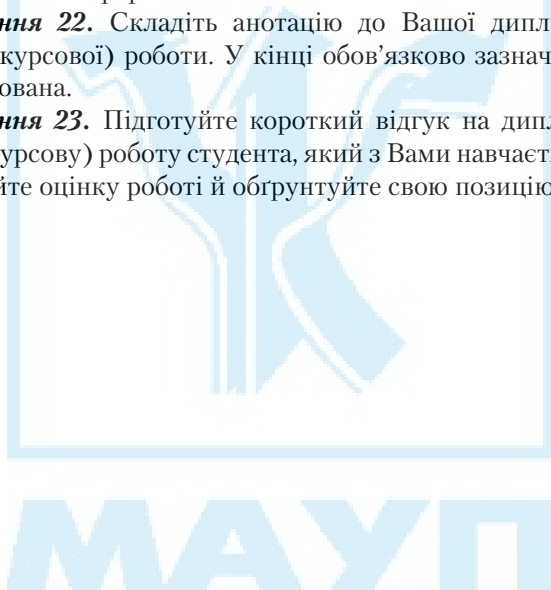 ння 22. Складіть анотацію до Вашої дипл
курсової) роботи. У кінці обов’язково зазнач
ована.
ння 23. Підготуйте короткий відгук на дипл
урсову) роботу студента, який з Вами навчаєт
йте оцінку роботі й обґрунтуйте свою позицію
МАУП